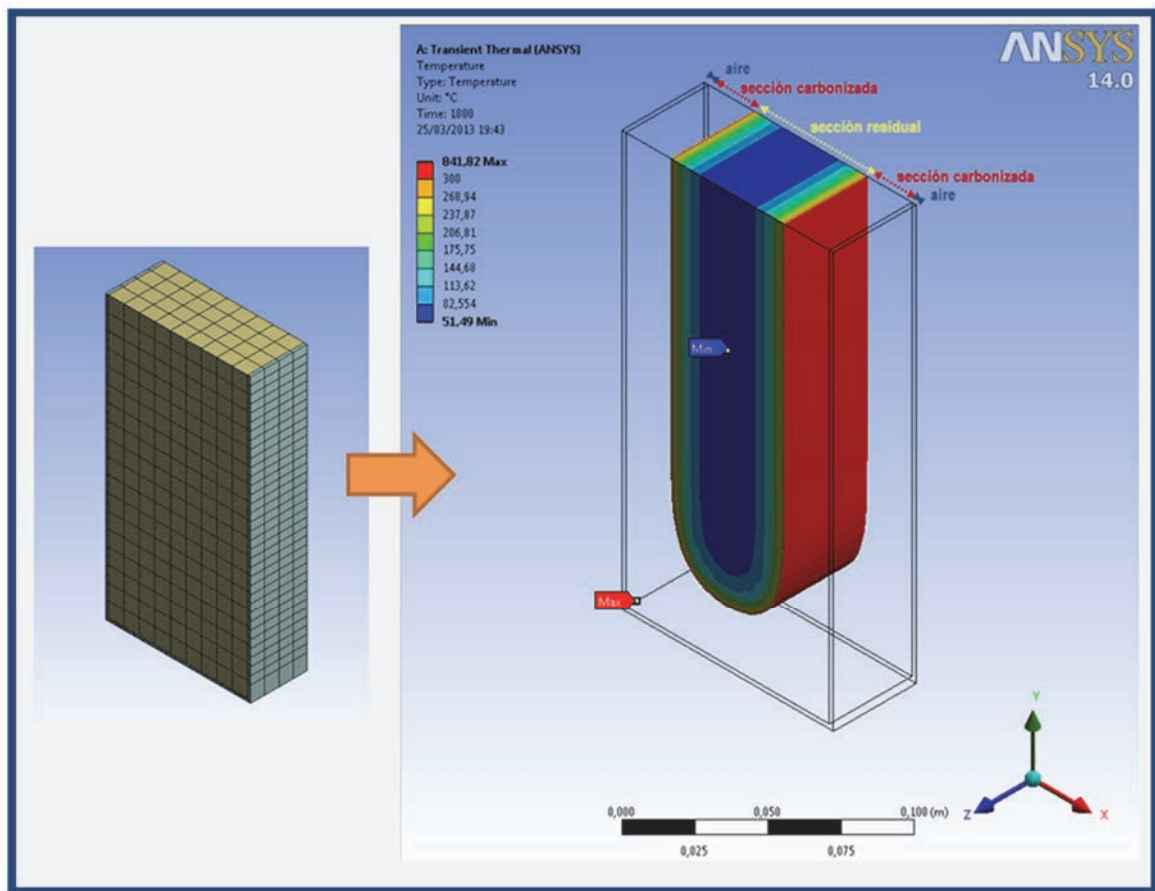 A: Transient Thermal (ANSYS)
Temperature
Type: Temperature
Unit: °C
Time: 1800
25/03/2013 19:43
841,82 Max
300
268,94
237,87
206,81
175,75
144,68
113,62
82,554
51,49 Min
ANSYS
14.0
aire
sección carbonizada
sección residual
sección carbonizada
aire
Min
Max
0,000
0,050
0,100 (m)
0,025
0,075
Y
Z
X